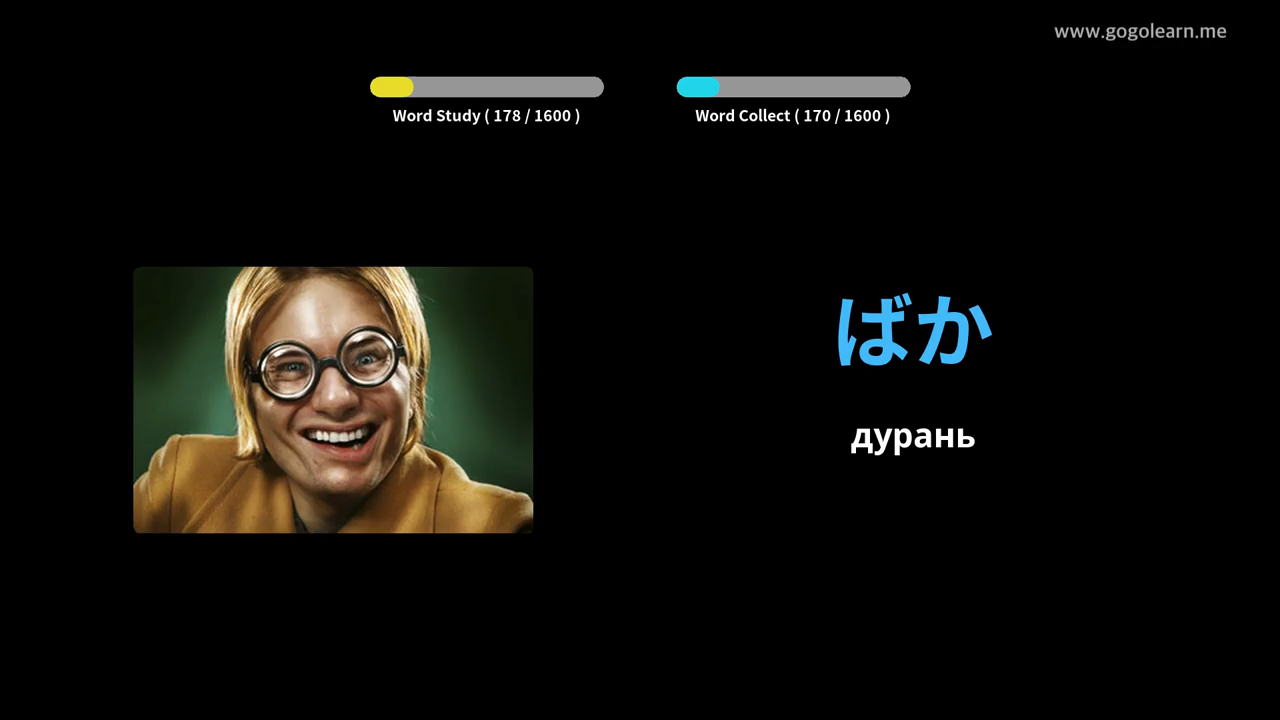 www.gogolearn.me
Word Study ( 178 / 1600 )
Word Collect ( 170 / 1600 )
ばか
дурань